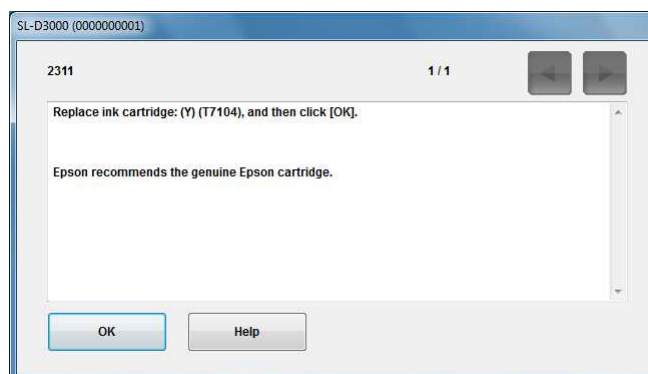 SL-D3000 (0000000001)
2311
1 / 1
Replace ink cartridge: (Y) (T7104), and then click [OK].
Epson recommends the genuine Epson cartridge.
OK
Help